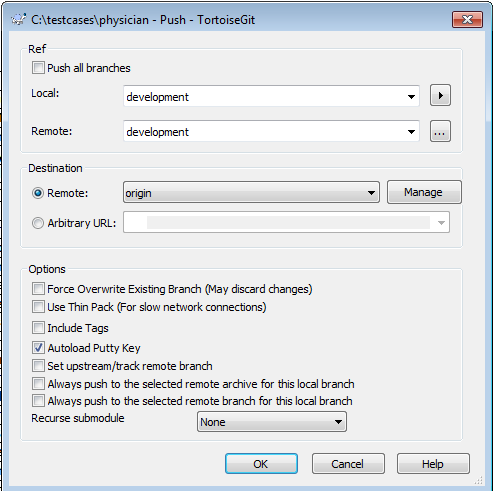 C:\testcases\physician - Push - TortoiseGit
Ref
Push all branches
Local: development
Remote: development ...
Destination
Remote: origin Manage
Arbitrary URL:
Options
Force Overwrite Existing Branch (May discard changes)
Use Thin Pack (For slow network connections)
Include Tags
Autoload Putty Key
Set upstream/track remote branch
Always push to the selected remote archive for this local branch
Always push to the selected remote branch for this local branch
Recurse submodule None
OK Cancel Help